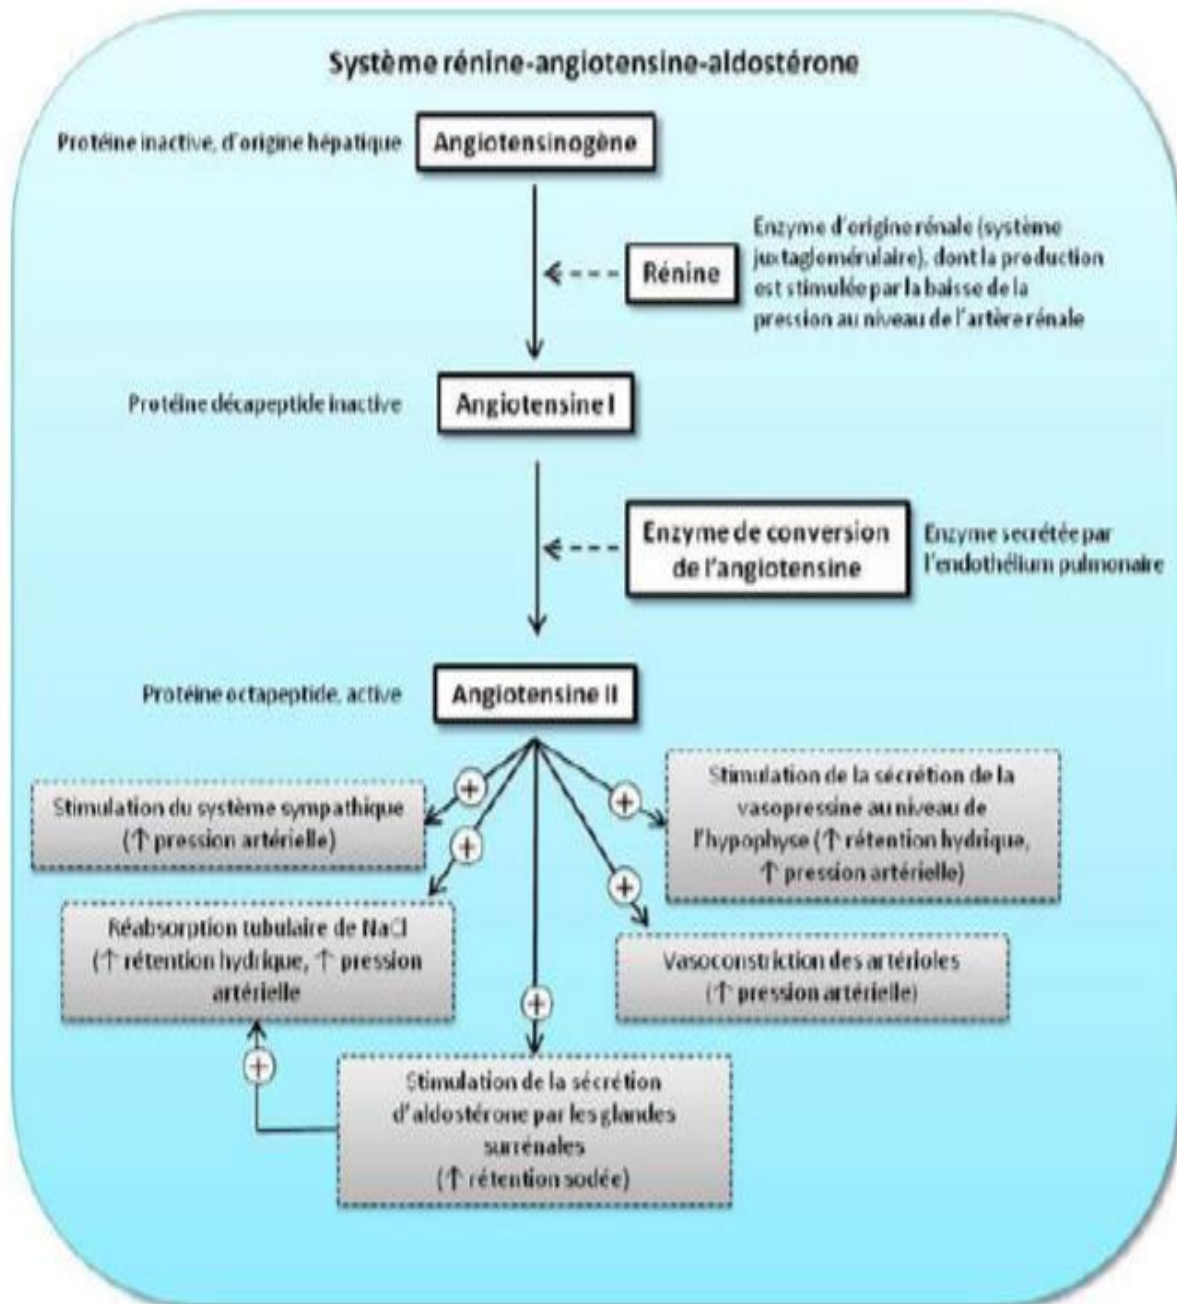 Système rénine-angiotensine-aldostérone
Protéine inactive, d'origine hépatique
Angiotensinogène
Enzyme d'origine rénale (système
juxtaglomérulaire), dont la production
est stimulée par la baisse de la
pression au niveau de l'artère rénale
Rénine
Protéine décapeptide inactive
Angiotensine I
Enzyme de conversion
de l'angiotensine
Enzyme secrétée par
l'endothélium pulmonaire
Protéine octapeptide, active
Angiotensine II
+
+
+
+
+
Stimulation du système sympathique
(↑ pression artérielle)
Stimulation de la sécrétion de la
vasopressine au niveau de
l'hypophyse (↑ rétention hydrique,
↑ pression artérielle)
Réabsorption tubulaire de NaCl
(↑ rétention hydrique, ↑ pression
artérielle
Vasoconstriction des artérioles
(↑ pression artérielle)
+
Stimulation de la sécrétion
d'aldostérone par les glandes
surrénales
(↑ rétention sodée)